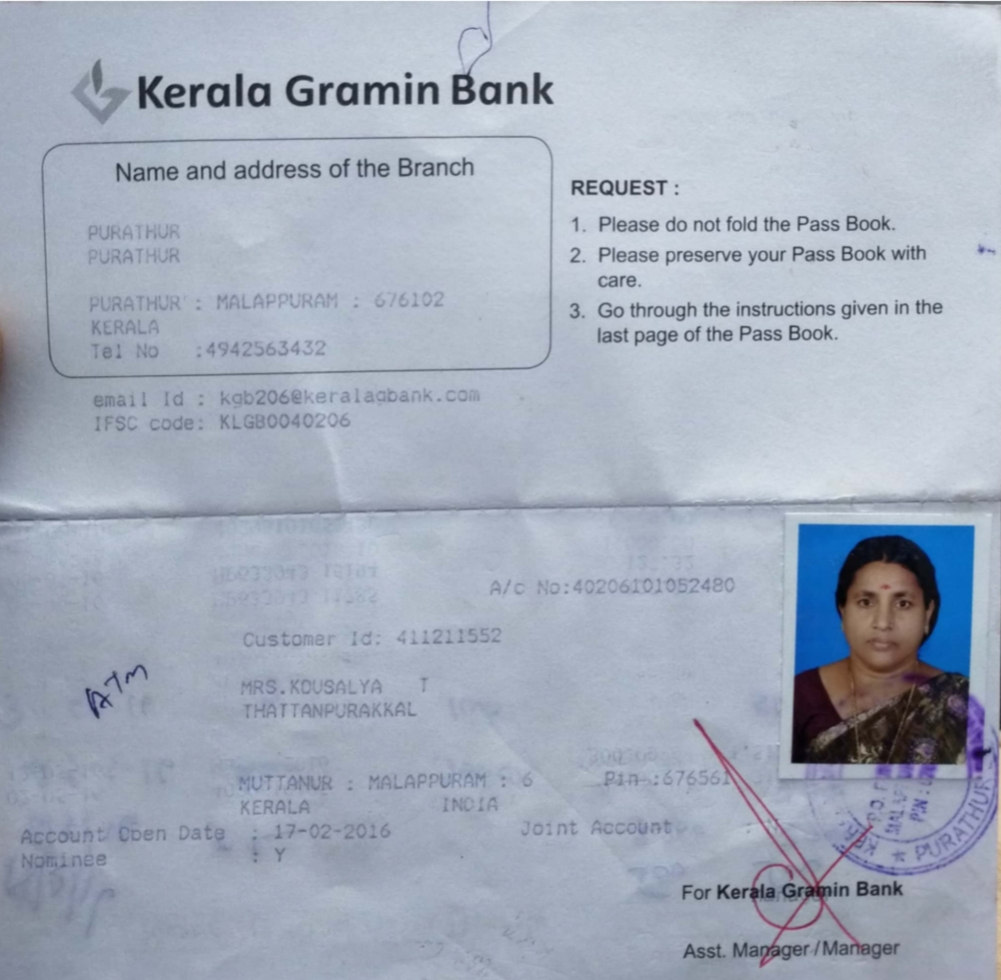 Kerala Gramin Bank
Name and address of the Branch
PURATHUR
PURATHUR
PURATHUR : MALAPPURAM : 676102
KERALA
Tel No :4942563432
email Id : kgb206@keralagbank.com
IFSC code: KLGB0040206
REQUEST :
1. Please do not fold the Pass Book.
2. Please preserve your Pass Book with
care.
3. Go through the instructions given in the
last page of the Pass Book.
A/c No:40206101052480
Customer Id: 411211552
ATM
MRS.KOUSALYA T
THATTANPURAKKAL
MUTTANUR : MALAPPURAM : 6 Pin :676561
KERALA INDIA
Account Open Date : 17-02-2016 Joint Account :
Nominee : Y
P.O.
PIN :
★ PURATHUR
For Kerala Gramin Bank
Asst. Manager / Manager